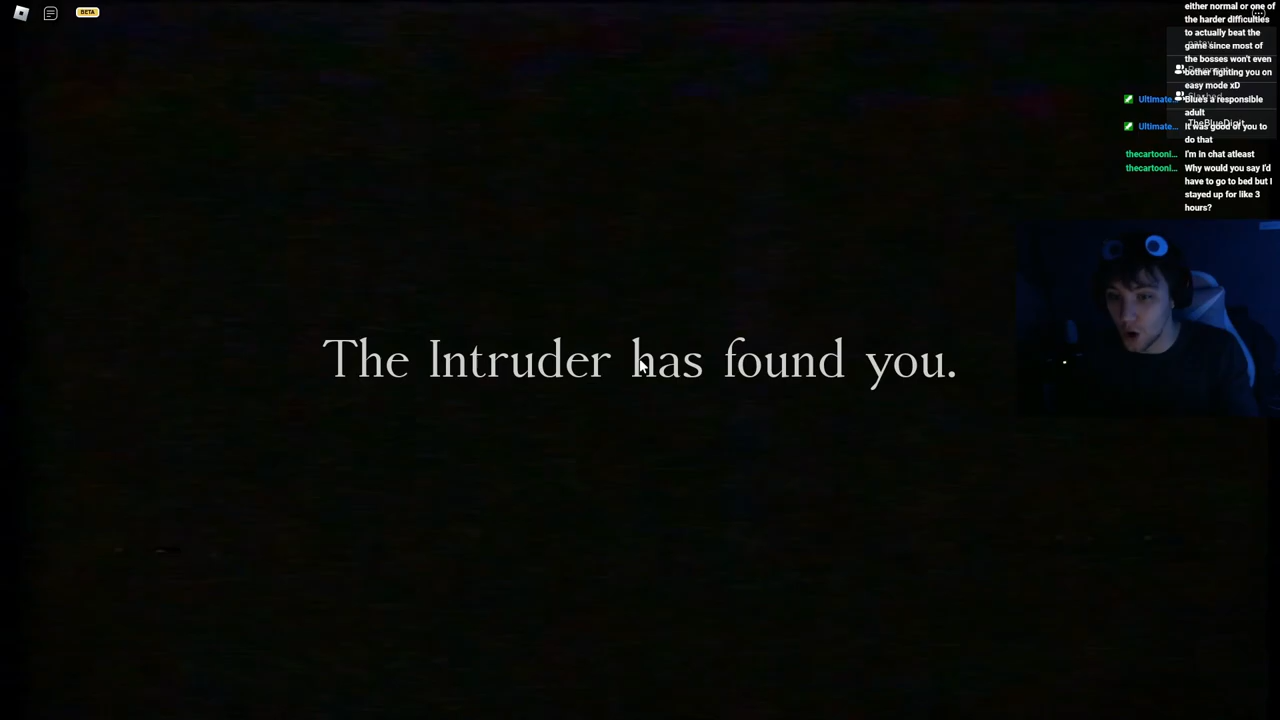 BETA
either normal or one of
the harder difficulties
to actually beat the
game since most of
the bosses won't even
bother fighting you on
easy mode xD
Ultimate... Blue's a responsible
adult
TheBlueDigit
Ultimate... It was good of you to
do that
thecartooni... I'm in chat atleast
thecartooni... Why would you say I'd
have to go to bed but I
stayed up for like 3
hours?
The Intruder has found you.